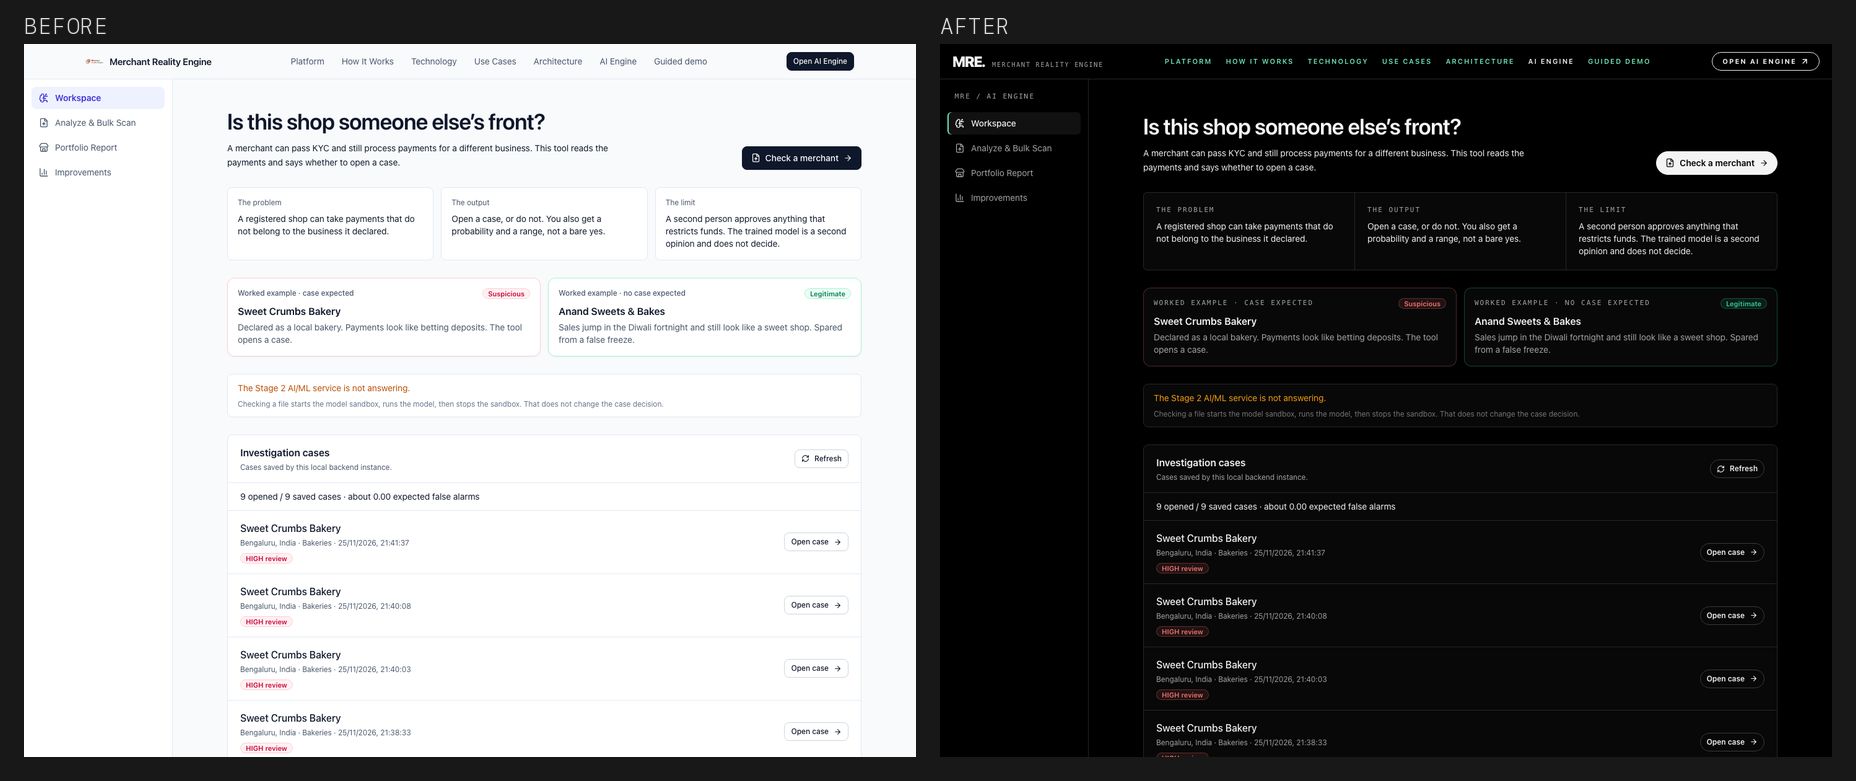 BEFORE
Merchant Reality Engine
Platform How It Works Technology Use Cases Architecture AI Engine Guided demo
Open AI Engine
Workspace
Analyze & Bulk Scan
Portfolio Report
Improvements
Is this shop someone else's front?
A merchant can pass KYC and still process payments for a different business. This tool reads the
payments and says whether to open a case.
Check a merchant →
The problem
A registered shop can take payments that do
not belong to the business it declared.
The output
Open a case, or do not. You also get a
probability and a range, not a bare yes.
The limit
A second person approves anything that
restricts funds. The trained model is a second
opinion and does not decide.
Worked example · case expected
Suspicious
Sweet Crumbs Bakery
Declared as a local bakery. Payments look like betting deposits. The tool
opens a case.
Worked example · no case expected
Legitimate
Anand Sweets & Bakes
Sales jump in the Diwali fortnight and still look like a sweet shop. Spared
from a false freeze.
The Stage 2 AI/ML service is not answering.
Checking a file starts the model sandbox, runs the model, then stops the sandbox. That does not change the case decision.
Investigation cases
Cases saved by this local backend instance.
Refresh
9 opened / 9 saved cases · about 0.00 expected false alarms
Sweet Crumbs Bakery
Bengaluru, India · Bakeries · 25/11/2026, 21:41:37
HIGH review
Open case →
Sweet Crumbs Bakery
Bengaluru, India · Bakeries · 25/11/2026, 21:40:08
HIGH review
Open case →
Sweet Crumbs Bakery
Bengaluru, India · Bakeries · 25/11/2026, 21:40:03
HIGH review
Open case →
Sweet Crumbs Bakery
Bengaluru, India · Bakeries · 25/11/2026, 21:38:33
HIGH review
Open case →
AFTER
MRE. MERCHANT REALITY ENGINE
PLATFORM HOW IT WORKS TECHNOLOGY USE CASES ARCHITECTURE AI ENGINE GUIDED DEMO
OPEN AI ENGINE ↗
MRE / AI ENGINE
Workspace
Analyze & Bulk Scan
Portfolio Report
Improvements
Is this shop someone else's front?
A merchant can pass KYC and still process payments for a different business. This tool reads the
payments and says whether to open a case.
Check a merchant →
THE PROBLEM
A registered shop can take payments that do
not belong to the business it declared.
THE OUTPUT
Open a case, or do not. You also get a
probability and a range, not a bare yes.
THE LIMIT
A second person approves anything that
restricts funds. The trained model is a second
opinion and does not decide.
WORKED EXAMPLE · CASE EXPECTED
Suspicious
Sweet Crumbs Bakery
Declared as a local bakery. Payments look like betting deposits. The tool
opens a case.
WORKED EXAMPLE · NO CASE EXPECTED
Legitimate
Anand Sweets & Bakes
Sales jump in the Diwali fortnight and still look like a sweet shop. Spared
from a false freeze.
The Stage 2 AI/ML service is not answering.
Checking a file starts the model sandbox, runs the model, then stops the sandbox. That does not change the case decision.
Investigation cases
Cases saved by this local backend instance.
Refresh
9 opened / 9 saved cases · about 0.00 expected false alarms
Sweet Crumbs Bakery
Bengaluru, India · Bakeries · 25/11/2026, 21:41:37
HIGH review
Open case →
Sweet Crumbs Bakery
Bengaluru, India · Bakeries · 25/11/2026, 21:40:08
HIGH review
Open case →
Sweet Crumbs Bakery
Bengaluru, India · Bakeries · 25/11/2026, 21:40:03
HIGH review
Open case →
Sweet Crumbs Bakery
Bengaluru, India · Bakeries · 25/11/2026, 21:38:33
Open case →